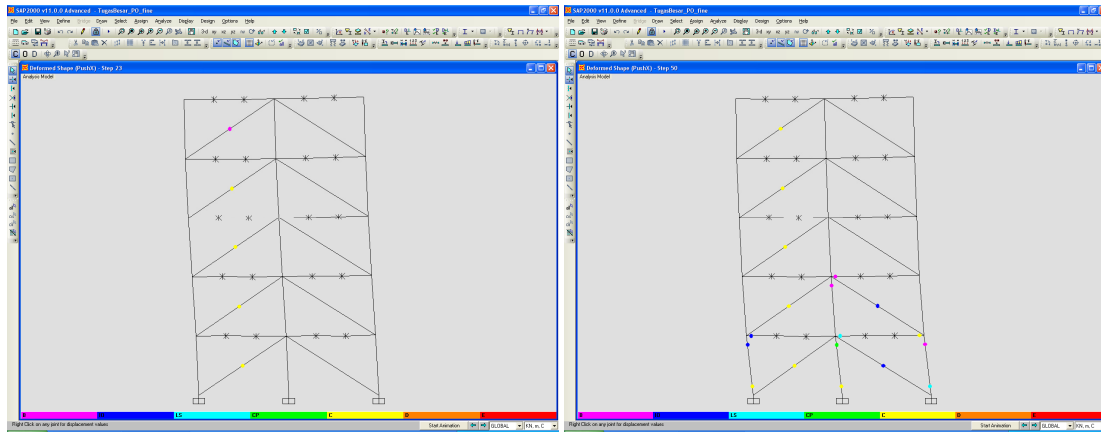 SAP2000 v11.0.0 Advanced - TugasBesar_PO_fine
File Edit View Define Bridge Draw Select Assign Analyze Display Design Options Help
Deformed Shape (PushX) - Step 23
Analysis Model
B LS CP C D E
Right Click on any joint for displacement values
Start Animation GLOBAL KN, m, C
SAP2000 v11.0.0 Advanced - TugasBesar_PO_fine
File Edit View Define Bridge Draw Select Assign Analyze Display Design Options Help
Deformed Shape (PushX) - Step 50
Analysis Model
LS CP C D
Right Click on any joint for displacement values
Start Animation GLOBAL KN, m, C